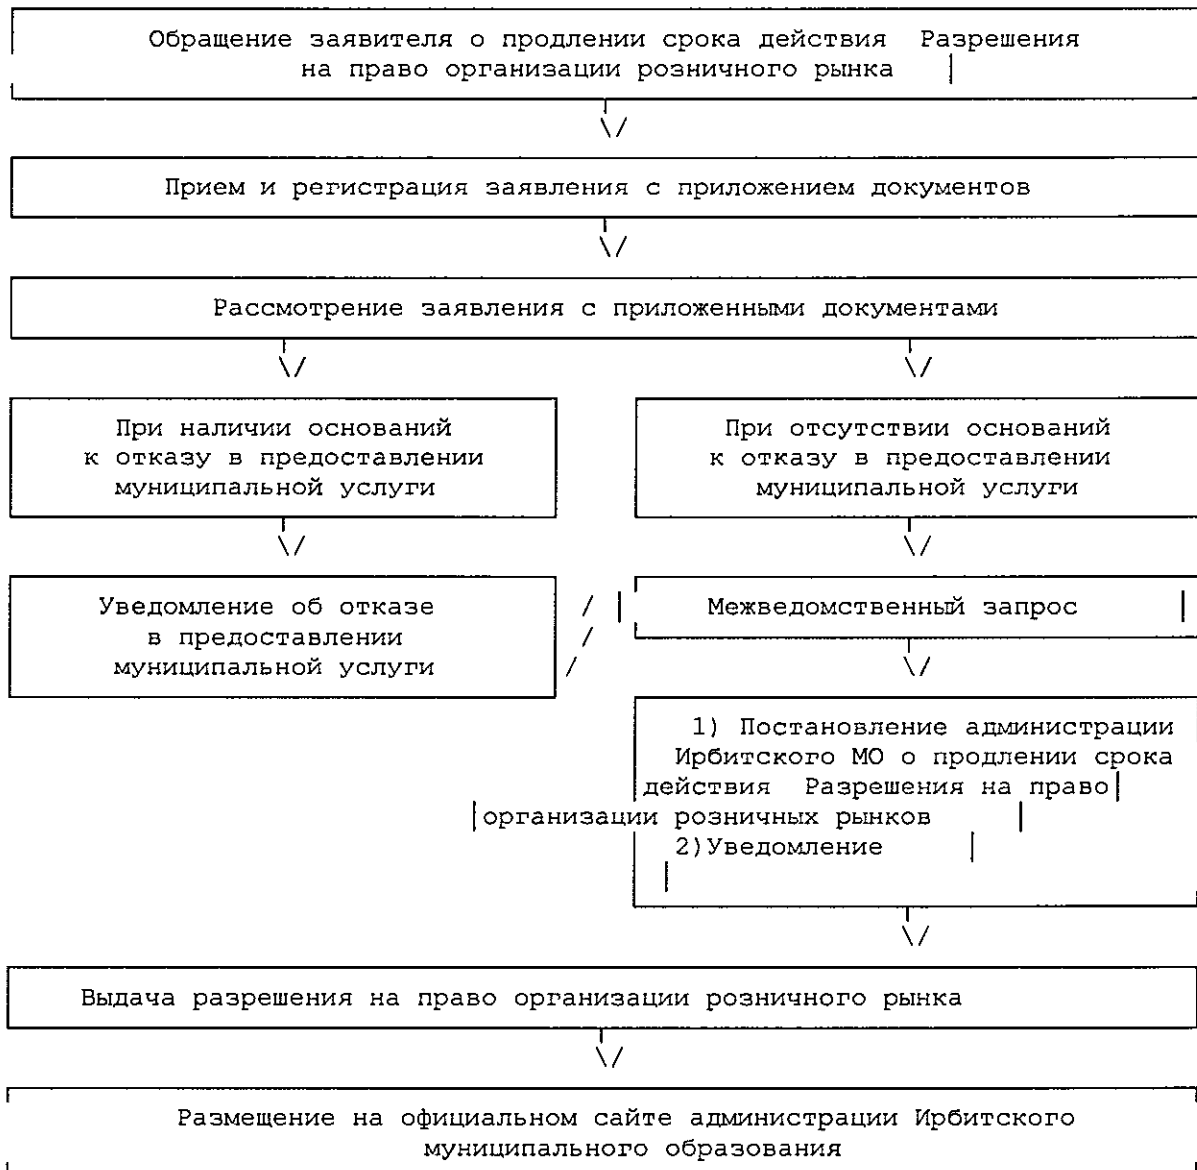 Обращение заявителя о продлении срока действия Разрешения
на право организации розничного рынка
Прием и регистрация заявления с приложением документов
Рассмотрение заявления с приложенными документами
При наличии оснований
к отказу в предоставлении
муниципальной услуги
При отсутствии оснований
к отказу в предоставлении
муниципальной услуги
Уведомление об отказе
в предоставлении
муниципальной услуги
Межведомственный запрос
1) Постановление администрации
Ирбитского МО о продлении срока
действия Разрешения на право
организации розничных рынков
2)Уведомление
Выдача разрешения на право организации розничного рынка
Размещение на официальном сайте администрации Ирбитского
муниципального образования